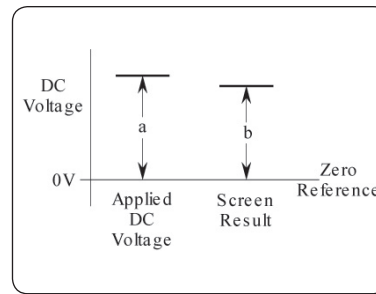 DC
Voltage
a
b
0V
Zero
Reference
Applied
DC
Voltage
Screen
Result